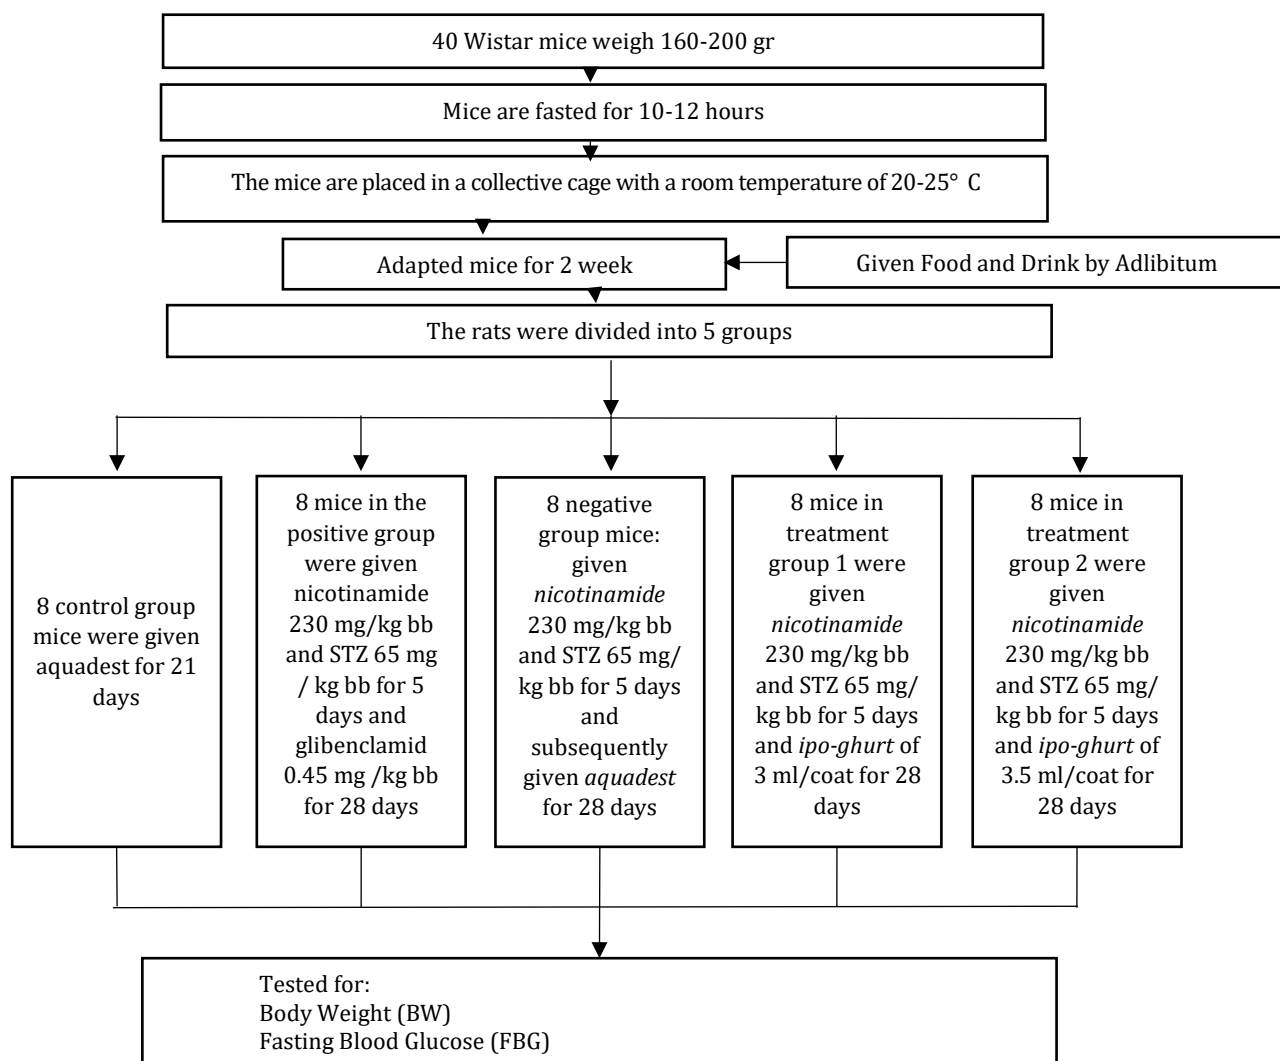 40 Wistar mice weigh 160-200 gr
Mice are fasted for 10-12 hours
The mice are placed in a collective cage with a room temperature of 20-25° C
Adapted mice for 2 week
Given Food and Drink by Adlibitum
The rats were divided into 5 groups
8 control group
mice were given
aquadest for 21
days
8 mice in the
positive group
were given
nicotinamide
230 mg/kg bb
and STZ 65 mg
/ kg bb for 5
days and
glibenclamid
0.45 mg /kg bb
for 28 days
8 negative
group mice:
given
nicotinamide
230 mg/kg bb
and STZ 65 mg/
kg bb for 5 days
and
subsequently
given aquadest
for 28 days
8 mice in
treatment
group 1 were
given
nicotinamide
230 mg/kg bb
and STZ 65 mg/
kg bb for 5 days
and ipo-ghurt of
3 ml/coat for 28
days
8 mice in
treatment
group 2 were
given
nicotinamide
230 mg/kg bb
and STZ 65 mg/
kg bb for 5 days
and ipo-ghurt of
3.5 ml/coat for
28 days
Tested for:
Body Weight (BW)
Fasting Blood Glucose (FBG)